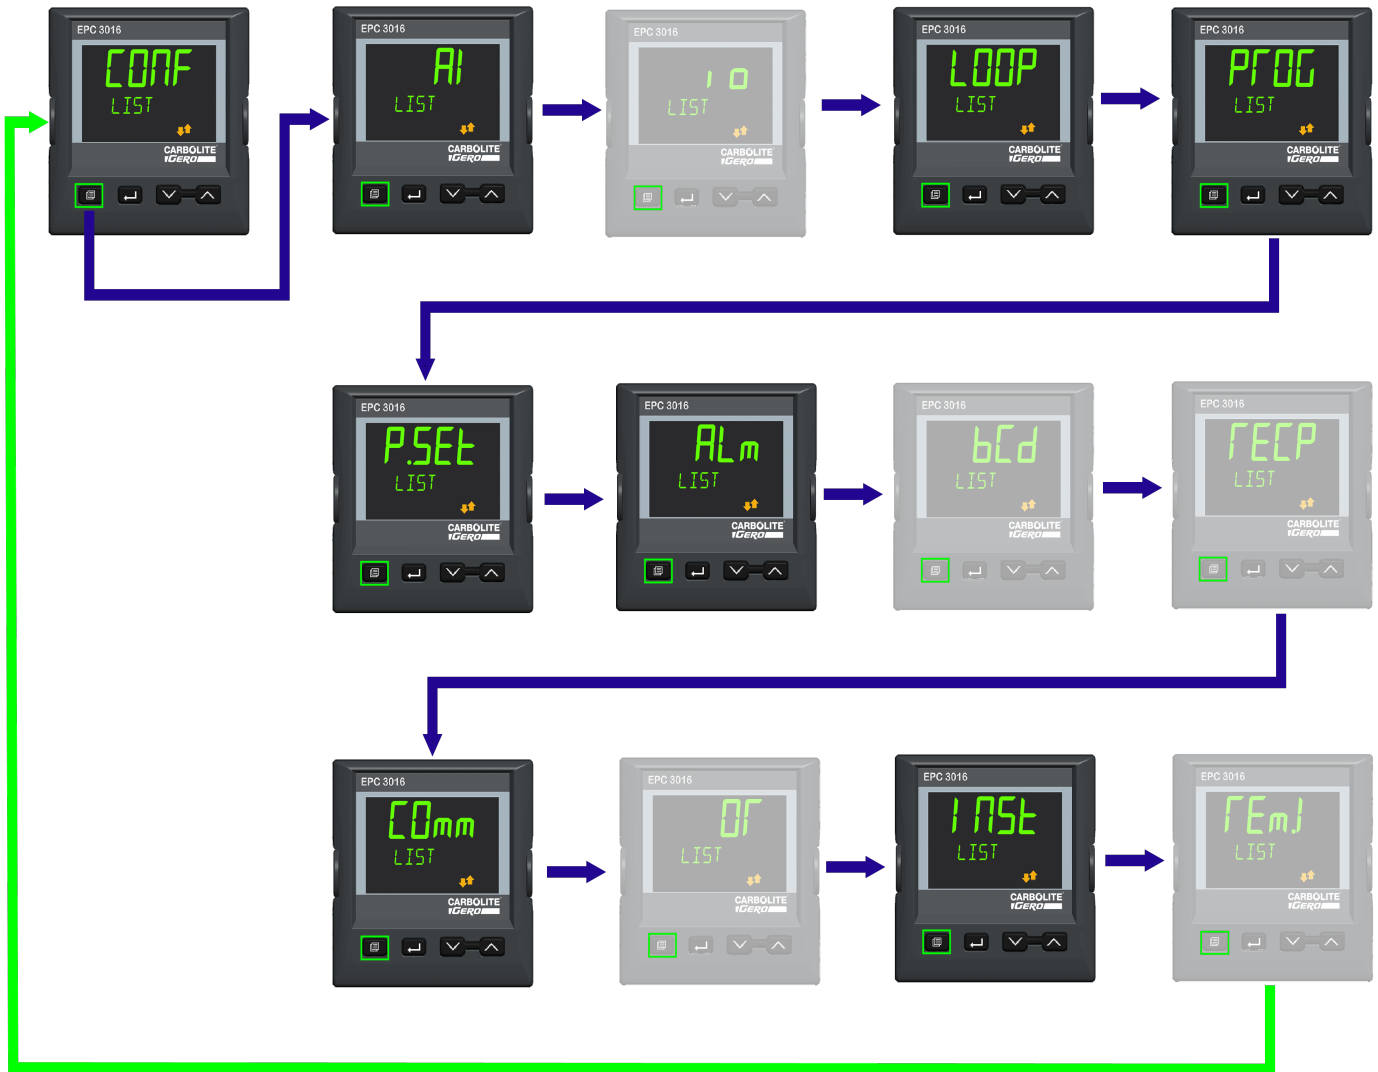 EPC 3016
CONF
LIST
CARBOLITE
GERO
EPC 3016
AI
LIST
CARBOLITE
GERO
EPC 3016
io
LIST
CARBOLITE
GERO
EPC 3016
LOOP
LIST
CARBOLITE
GERO
EPC 3016
PrOG
LIST
CARBOLITE
GERO
EPC 3016
P.SEt
LIST
CARBOLITE
GERO
EPC 3016
ALm
LIST
CARBOLITE
GERO
EPC 3016
bCd
LIST
CARBOLITE
GERO
EPC 3016
rECP
LIST
CARBOLITE
GERO
EPC 3016
COmm
LIST
CARBOLITE
GERO
EPC 3016
Or
LIST
CARBOLITE
GERO
EPC 3016
INSt
LIST
CARBOLITE
GERO
EPC 3016
rEm.1
LIST
CARBOLITE
GERO